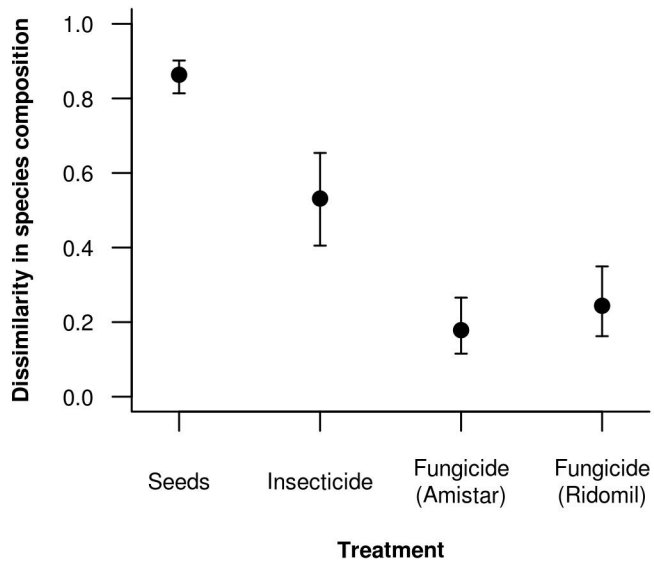 Dissimilarity in species composition
1.0
0.8
0.6
0.4
0.2
0.0
Seeds
Insecticide
Fungicide
(Amistar)
Fungicide
(Ridomil)
Treatment